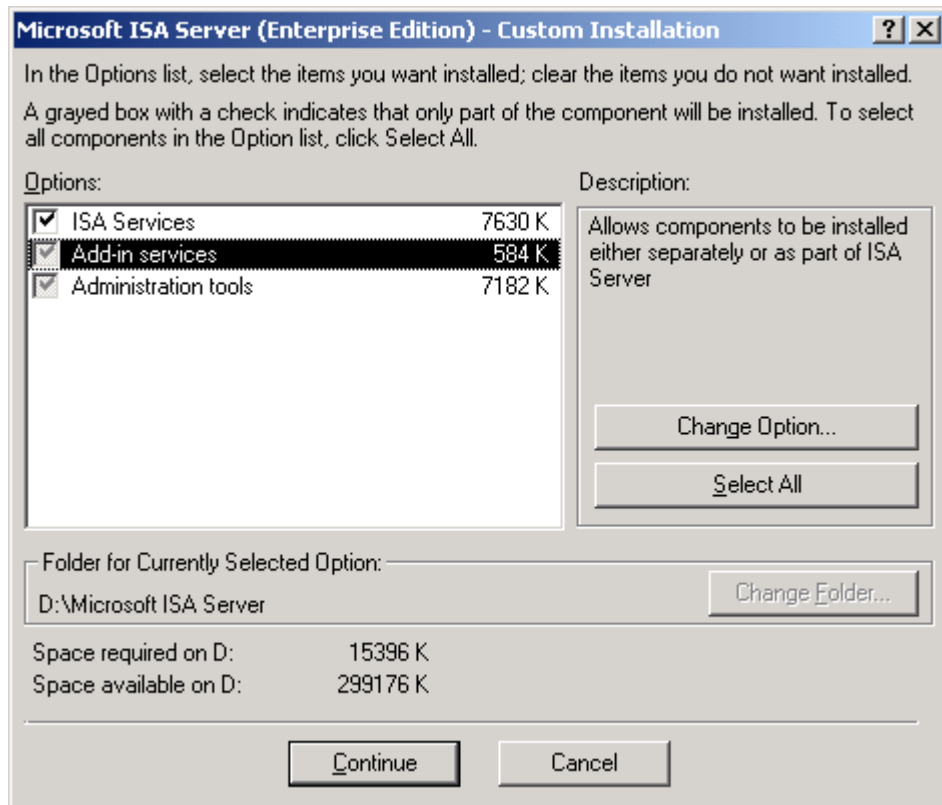 Microsoft ISA Server (Enterprise Edition) - Custom Installation
In the Options list, select the items you want installed; clear the items you do not want installed.
A grayed box with a check indicates that only part of the component will be installed. To select
all components in the Option list, click Select All.
Options:
ISA Services 7630 K
Add-in services 584 K
Administration tools 7182 K
Description:
Allows components to be installed
either separately or as part of ISA
Server
Change Option...
Select All
Folder for Currently Selected Option:
D:\Microsoft ISA Server
Change Folder...
Space required on D: 15396 K
Space available on D: 299176 K
Continue
Cancel